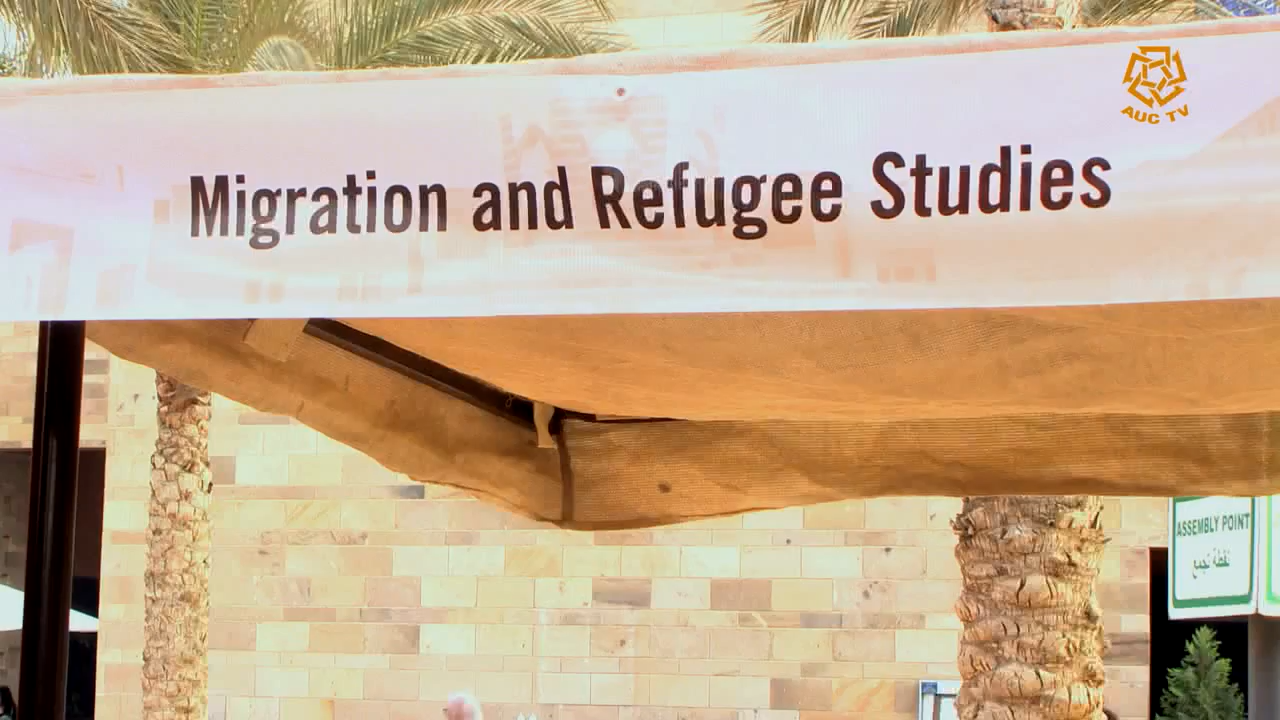 AUC TV
Migration and Refugee Studies
ASSEMBLY POINT
نقطة تجمع